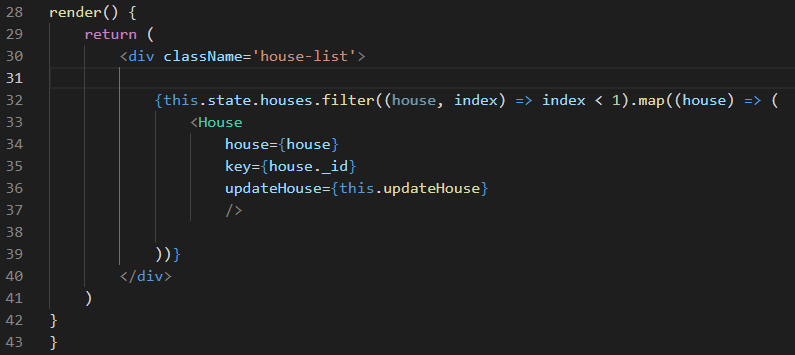 28 render() {
29 return (
30 <div className='house-list'>
31
32 {this.state.houses.filter((house, index) => index < 1).map((house) => (
33 <House
34 house={house}
35 key={house._id}
36 updateHouse={this.updateHouse}
37 />
38
39 ))}
40 </div>
41 )
42 }
43 }